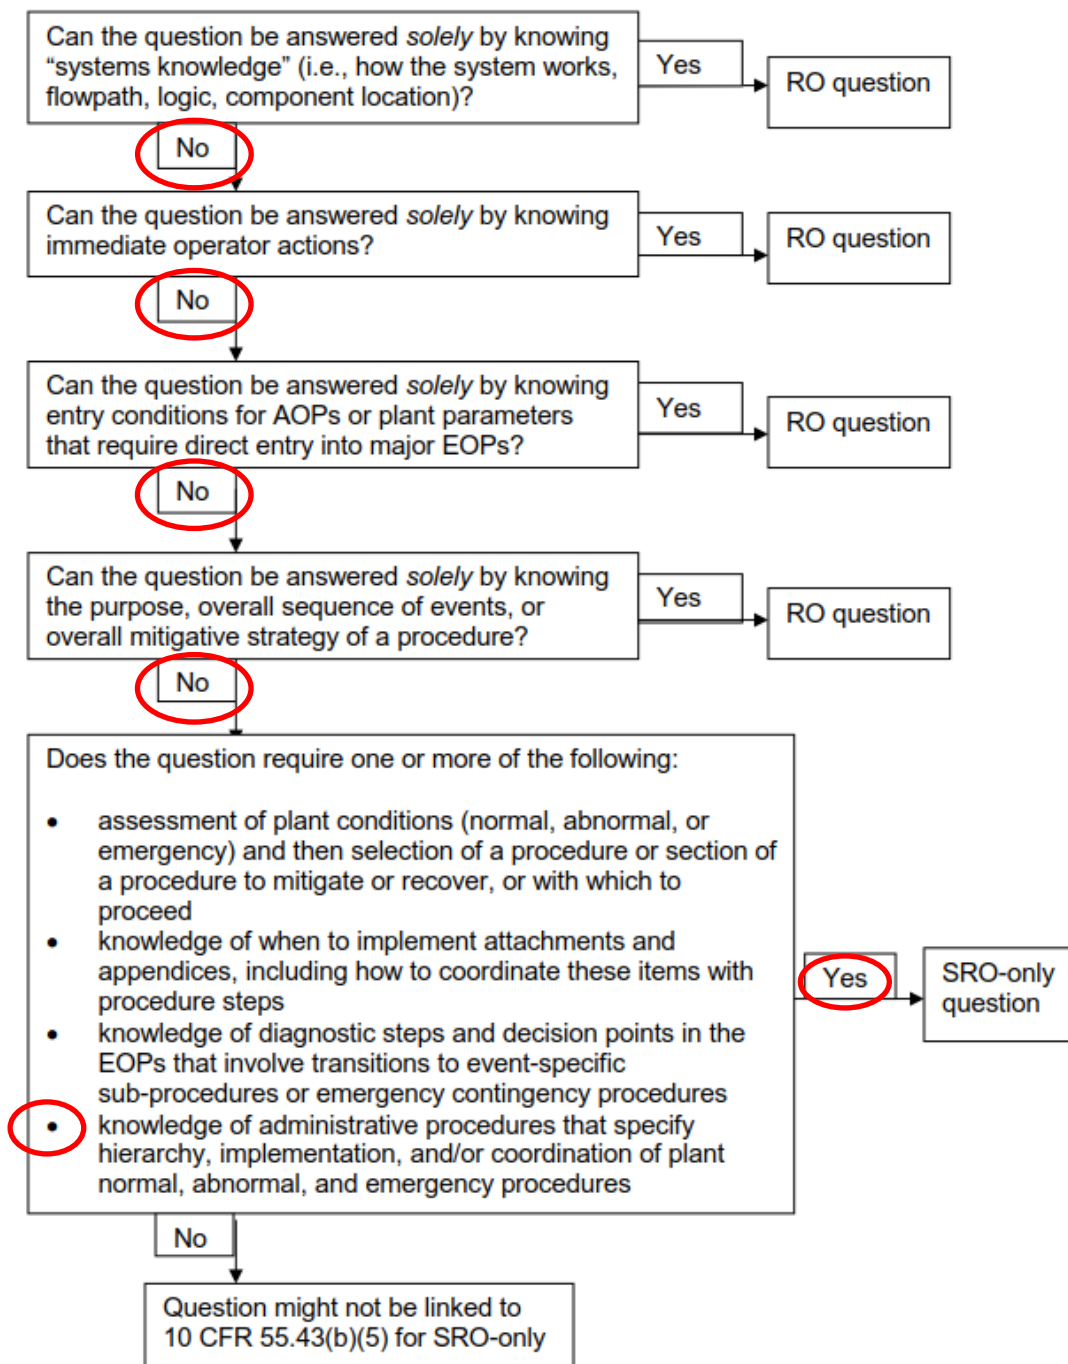 Can the question be answered solely by knowing
"systems knowledge" (i.e., how the system works,
flowpath, logic, component location)?
Yes
RO question
No
Can the question be answered solely by knowing
immediate operator actions?
Yes
RO question
No
Can the question be answered solely by knowing
entry conditions for AOPs or plant parameters
that require direct entry into major EOPs?
Yes
RO question
No
Can the question be answered solely by knowing
the purpose, overall sequence of events, or
overall mitigative strategy of a procedure?
Yes
RO question
No
Does the question require one or more of the following:
• assessment of plant conditions (normal, abnormal, or
emergency) and then selection of a procedure or section of
a procedure to mitigate or recover, or with which to
proceed
• knowledge of when to implement attachments and
appendices, including how to coordinate these items with
procedure steps
• knowledge of diagnostic steps and decision points in the
EOPs that involve transitions to event-specific
sub-procedures or emergency contingency procedures
• knowledge of administrative procedures that specify
hierarchy, implementation, and/or coordination of plant
normal, abnormal, and emergency procedures
Yes
SRO-only
question
No
Question might not be linked to
10 CFR 55.43(b)(5) for SRO-only